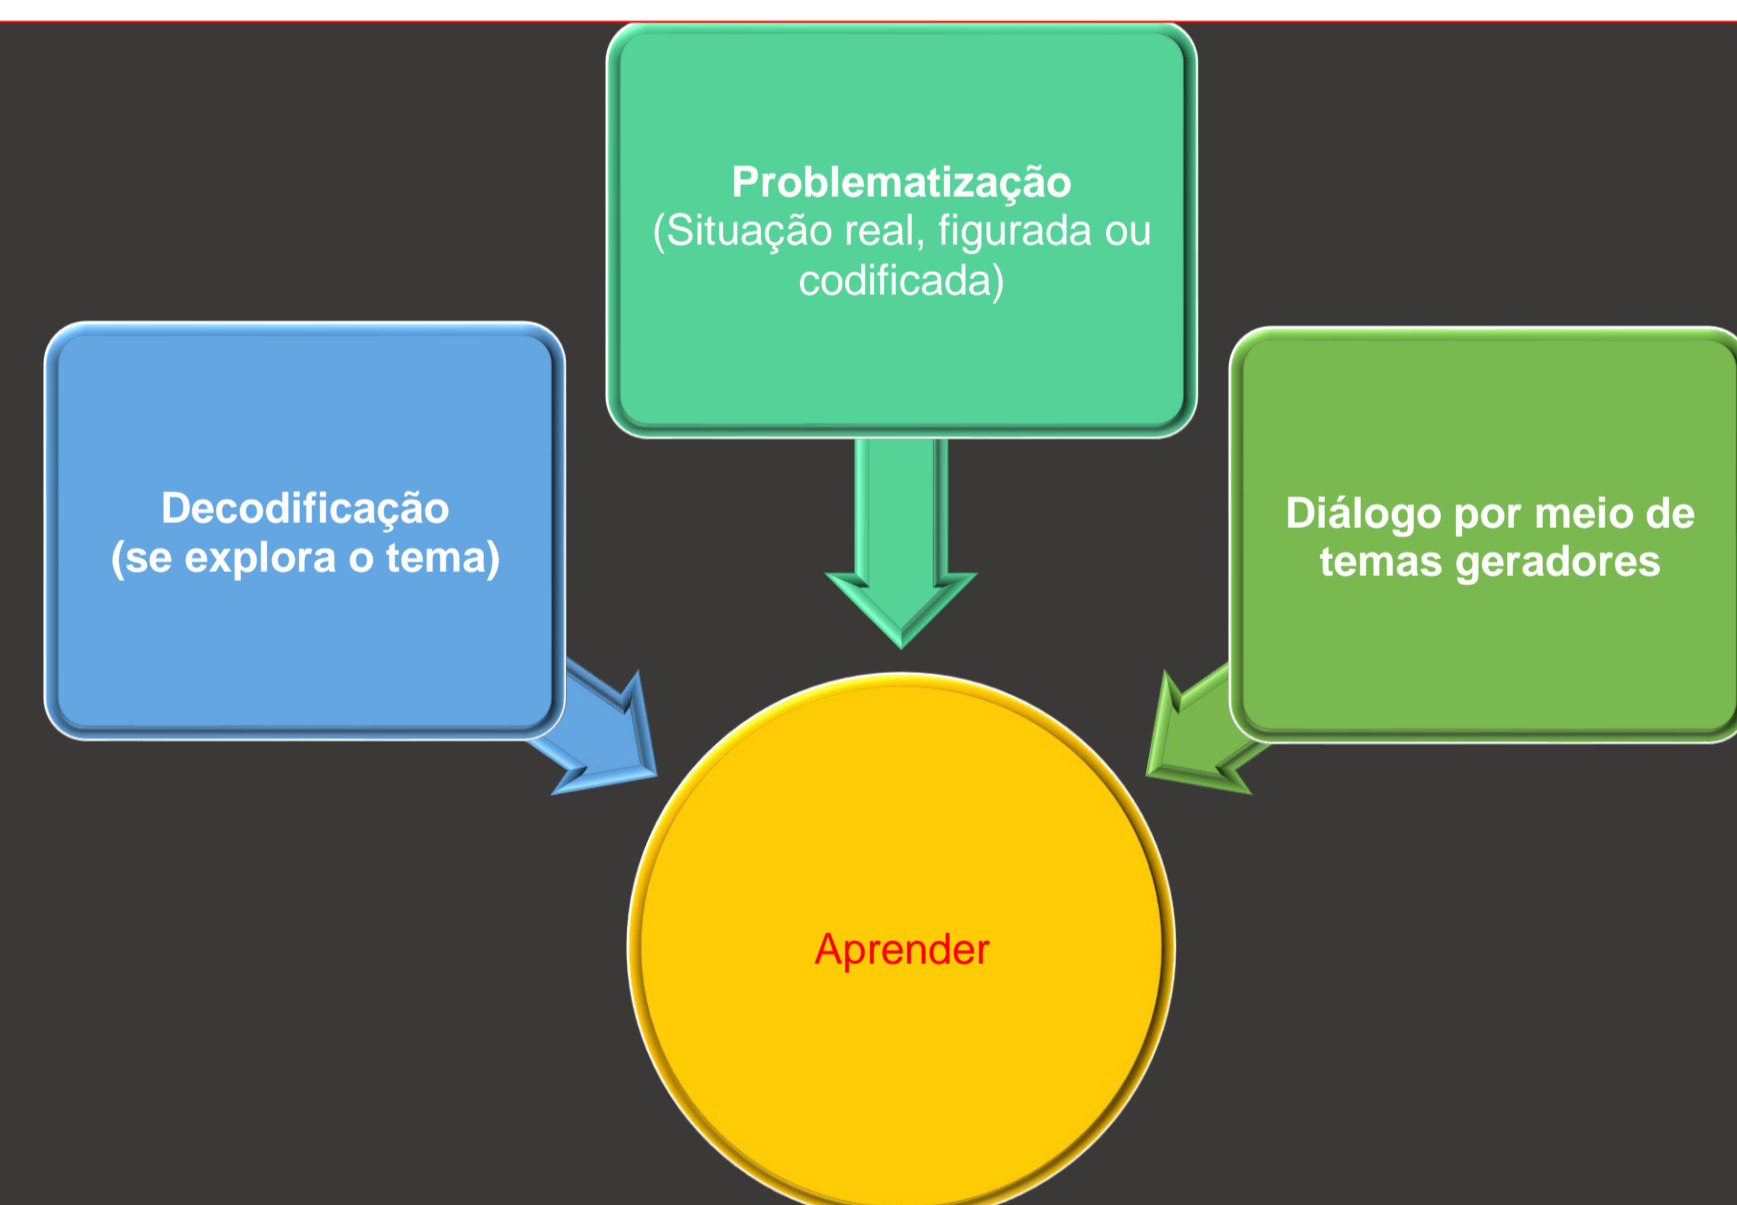 Problematização
(Situação real, figurada ou
codificada)
Decodificação
(se explora o tema)
Diálogo por meio de
temas geradores
Aprender